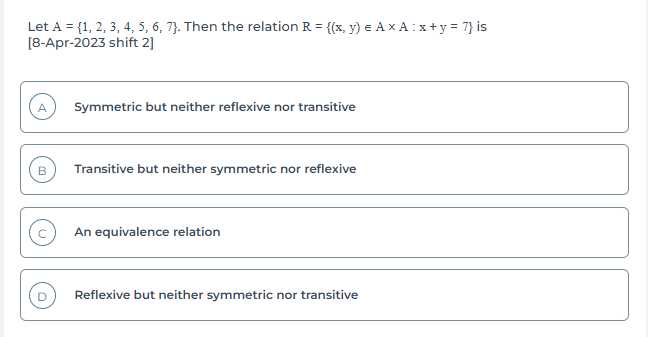 Let A = {1, 2, 3, 4, 5, 6, 7}. Then the relation R = {(x, y) ∈ A × A : x + y = 7} is
[8-Apr-2023 shift 2]
A Symmetric but neither reflexive nor transitive
B Transitive but neither symmetric nor reflexive
C An equivalence relation
D Reflexive but neither symmetric nor transitive